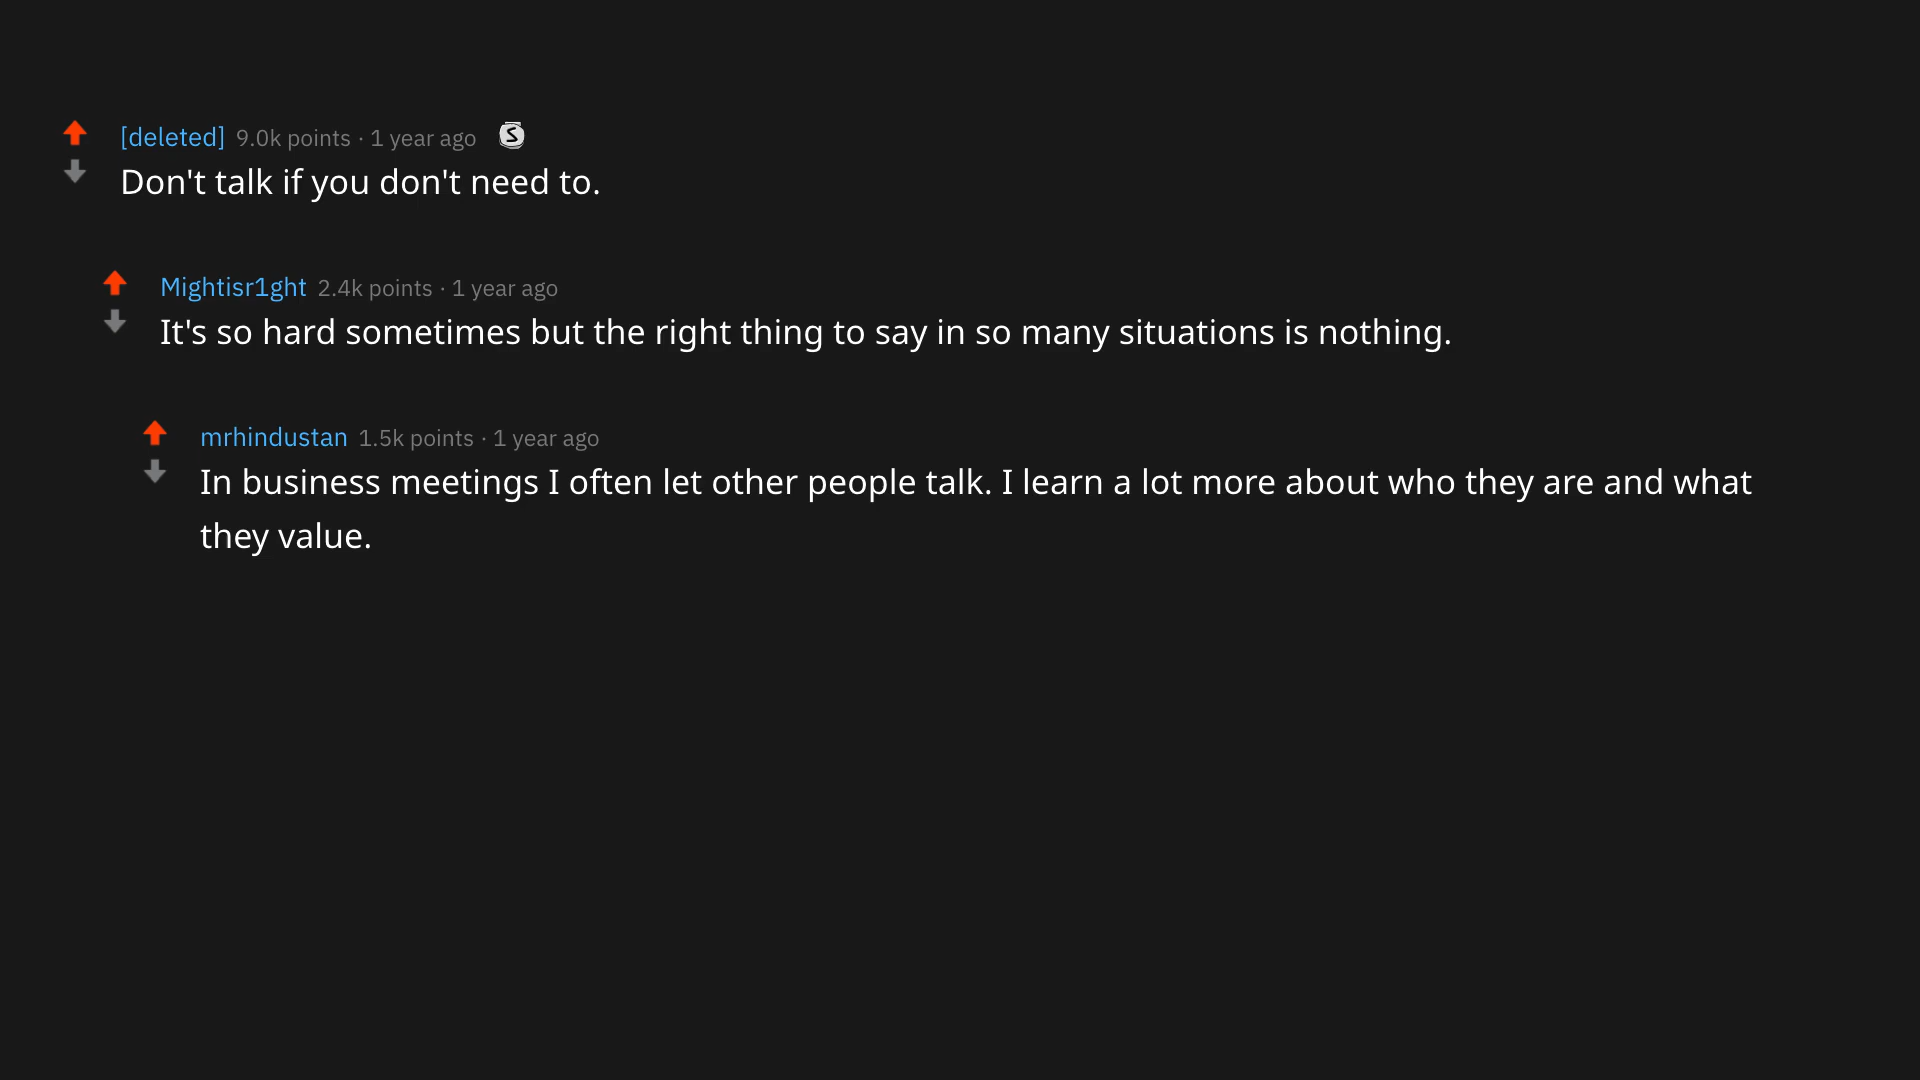 [deleted] 9.0k points · 1 year ago S
Don't talk if you don't need to.
Mightisr1ght 2.4k points · 1 year ago
It's so hard sometimes but the right thing to say in so many situations is nothing.
mrhindustan 1.5k points · 1 year ago
In business meetings I often let other people talk. I learn a lot more about who they are and what
they value.